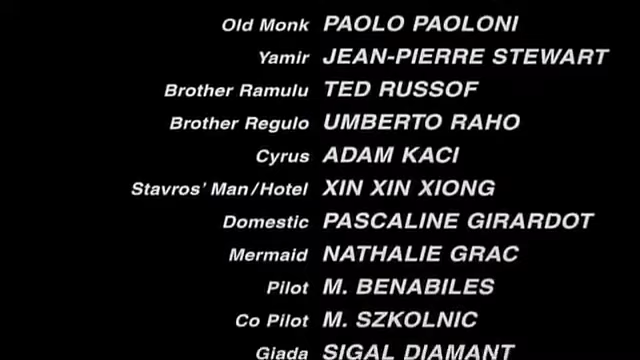 Old Monk PAOLO PAOLONI
Yamir JEAN-PIERRE STEWART
Brother Ramulu TED RUSSOF
Brother Regulo UMBERTO RAHO
Cyrus ADAM KACI
Stavros' Man/Hotel XIN XIN XIONG
Domestic PASCALINE GIRARDOT
Mermaid NATHALIE GRAC
Pilot M. BENABILES
Co Pilot M. SZKOLNIC
Giada SIGAL DIAMANT